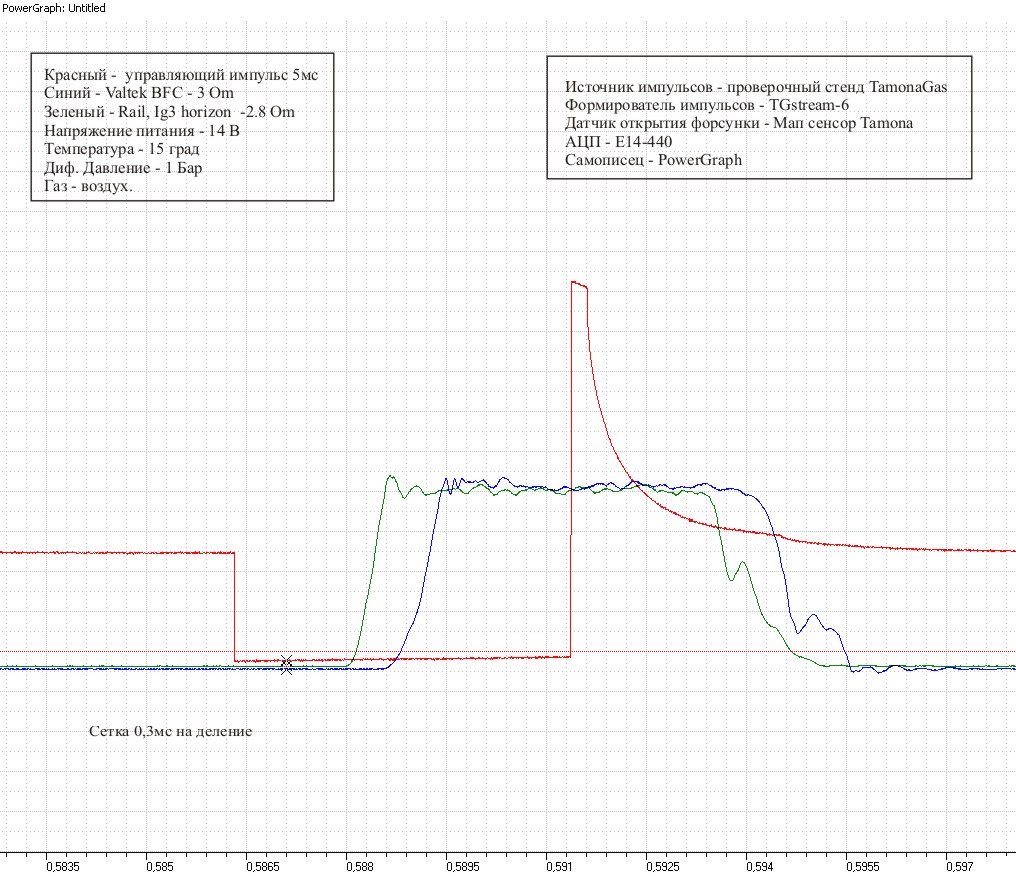 PowerGraph: Untitled
Красный - управляющий импульс 5мс
Синий - Valtek BFC - 3 Om
Зеленый - Rail, Ig3 horizon -2.8 Om
Напряжение питания - 14 В
Температура - 15 град
Диф. Давление - 1 Бар
Газ - воздух.
Источник импульсов - проверочный стенд TamonaGas
Формирователь импульсов - TGstream-6
Датчик открытия форсунки - Мап сенсор Tamona
АЦП - E14-440
Самописец - PowerGraph
Сетка 0,3мс на деление
0,5835 0,585 0,5865 0,588 0,5895 0,591 0,5925 0,594 0,5955 0,597